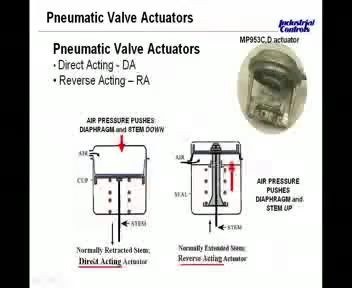 Pneumatic Valve Actuators
Industrial
Controls
Pneumatic Valve Actuators
• Direct Acting - DA
• Reverse Acting – RA
MP953C,D actuator
AIR PRESSURE PUSHES
DIAPHRAGM and STEM DOWN
AIR
CUP
STEM
Normally Retracted Stem;
Direct Acting Actuator
AIR
SEAL
STEM
Normally Extended Stem;
Reverse Acting Actuator
AIR PRESSURE
PUSHES
DIAPHRAGM and
STEM UP